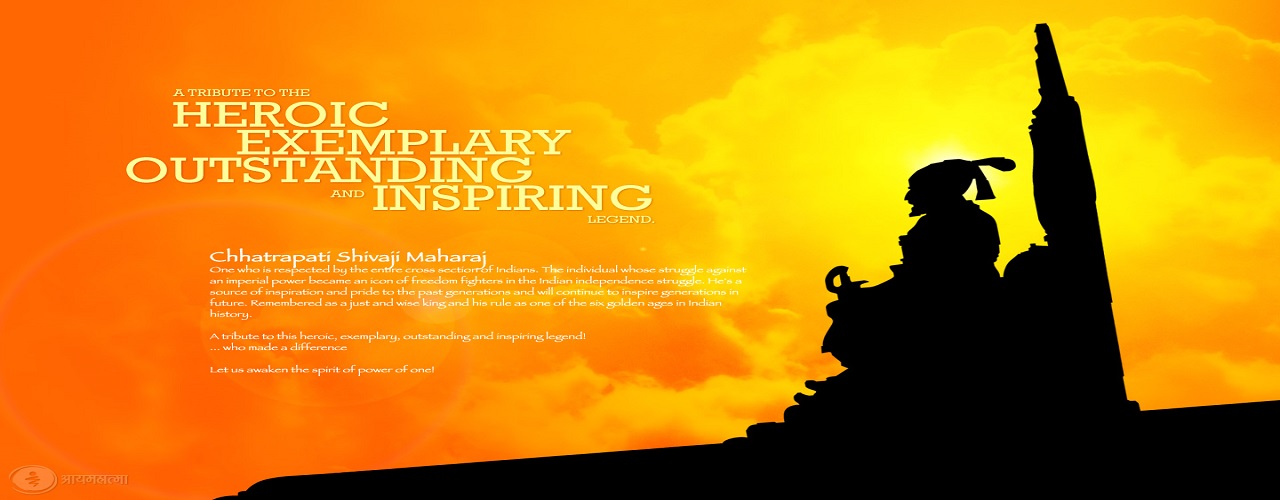 A TRIBUTE TO THE
HEROIC
EXEMPLARY
OUTSTANDING
AND INSPIRING
LEGEND.
Chhatrapati Shivaji Maharaj
One who is respected by the entire cross section of Indians. The individual whose struggle against
an imperial power became an icon of freedom fighters in the Indian independence struggle. He's a
source of inspiration and pride to the past generations and will continue to inspire generations in
future. Remembered as a just and wise king and his rule as one of the six golden ages in Indian
history.
A tribute to this heroic, exemplary, outstanding and inspiring legend!
... who made a difference
Let us awaken the spirit of power of one!